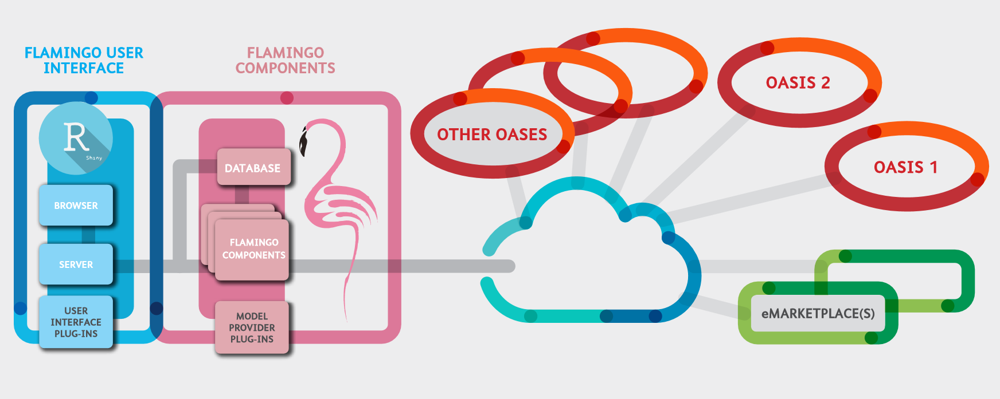 FLAMINGO USER
INTERFACE
FLAMINGO
COMPONENTS
R
Shiny
BROWSER
SERVER
USER
INTERFACE
PLUG-INS
DATABASE
FLAMINGO
COMPONENTS
MODEL
PROVIDER
PLUG-INS
OTHER OASES
OASIS 2
OASIS 1
eMARKETPLACE(S)